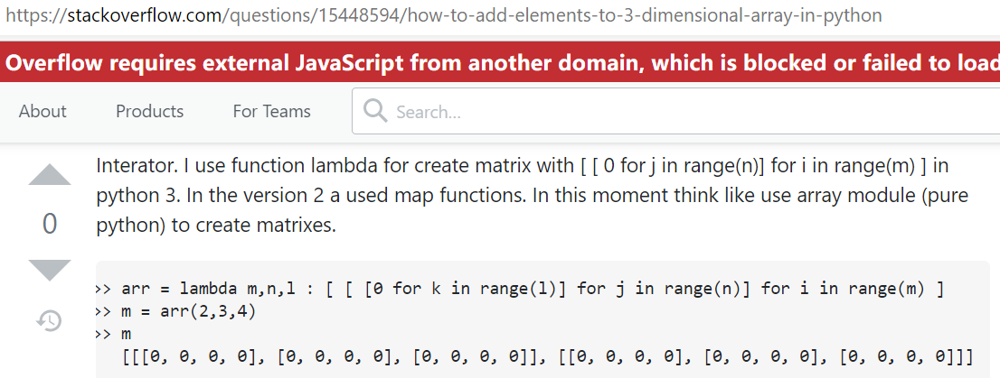 https://stackoverflow.com/questions/15448594/how-to-add-elements-to-3-dimensional-array-in-python
Overflow requires external JavaScript from another domain, which is blocked or failed to load
About Products For Teams Search...
Interator. I use function lambda for create matrix with [ [ 0 for j in range(n)] for i in range(m) ] in
python 3. In the version 2 a used map functions. In this moment think like use array module (pure
python) to create matrixes.
0
>> arr = lambda m,n,l : [ [ [0 for k in range(l)] for j in range(n)] for i in range(m) ]
>> m = arr(2,3,4)
>> m
[[[0, 0, 0, 0], [0, 0, 0, 0], [0, 0, 0, 0]], [[0, 0, 0, 0], [0, 0, 0, 0], [0, 0, 0, 0]]]